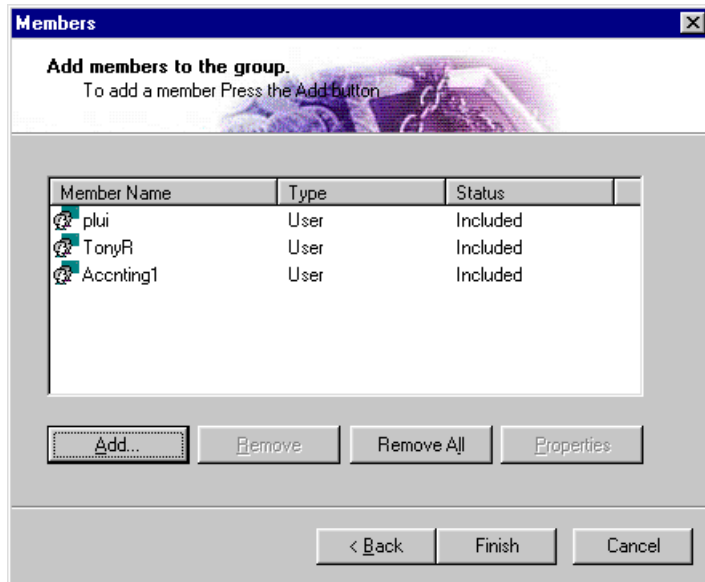 Members
Add members to the group.
To add a member Press the Add button
Member Name Type Status
plui User Included
TonyR User Included
Accnting1 User Included
Add... Remove Remove All Properties
< Back Finish Cancel